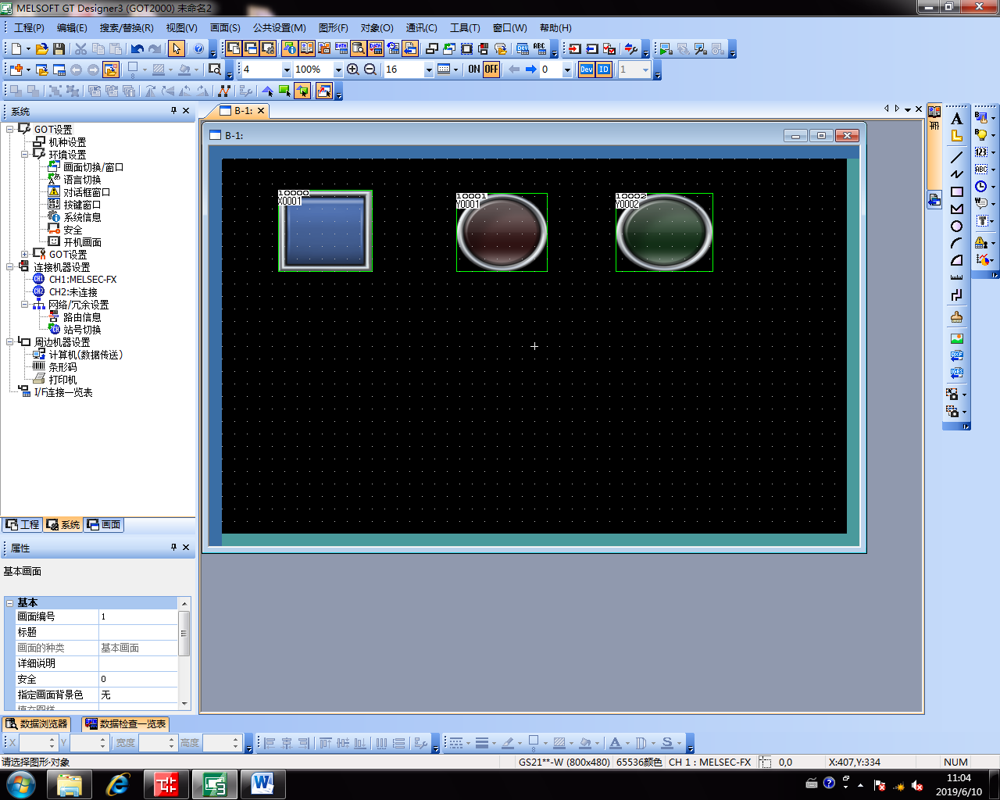 MELSOFT GT Designer3 (GOT2000) 未命名2
工程(P) 编辑(E) 搜索/替换(R) 视图(V) 画面(S) 公共设置(M) 图形(F) 对象(O) 通讯(C) 工具(T) 窗口(W) 帮助(H)
4 100% 16 ON OFF 0 Dev ID 1
系统
B-1:
GOT设置
机种设置
环境设置
画面切换/窗口
语言切换
对话框窗口
按键窗口
系统信息
安全
开机画面
GOT设置
连接机器设置
CH1:MELSEC-FX
CH2:未连接
网络/冗余设置
路由信息
站号切换
周边机器设置
计算机(数据传送)
条形码
打印机
I/F连接一览表
工程 系统 画面
B-1:
10000
X0001
10001
Y0001
10002
Y0002
属性
基本画面
基本
画面编号 1
标题
画面的种类 基本画面
详细说明
安全 0
指定画面背景色 无
填充图样
数据浏览器 数据检查一览表
X Y 宽度 高度
请选择图形·对象
GS21**-W (800x480) 65536颜色 CH 1 : MELSEC-FX 0,0 X:407,Y:334 NUM
11:04
2019/6/10